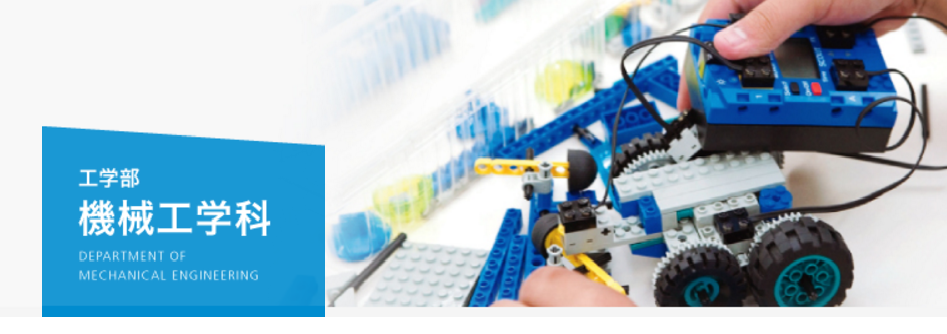 工学部
機械工学科
DEPARTMENT OF
MECHANICAL ENGINEERING